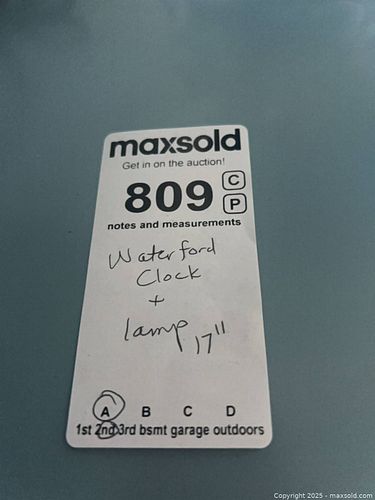 maxsold
Get in on the auction!
809 C
P
notes and measurements
Waterford
Clock
+
lamp 17"
A B C D
1st 2nd 3rd bsmt garage outdoors
Copyright 2025 - maxsold.com